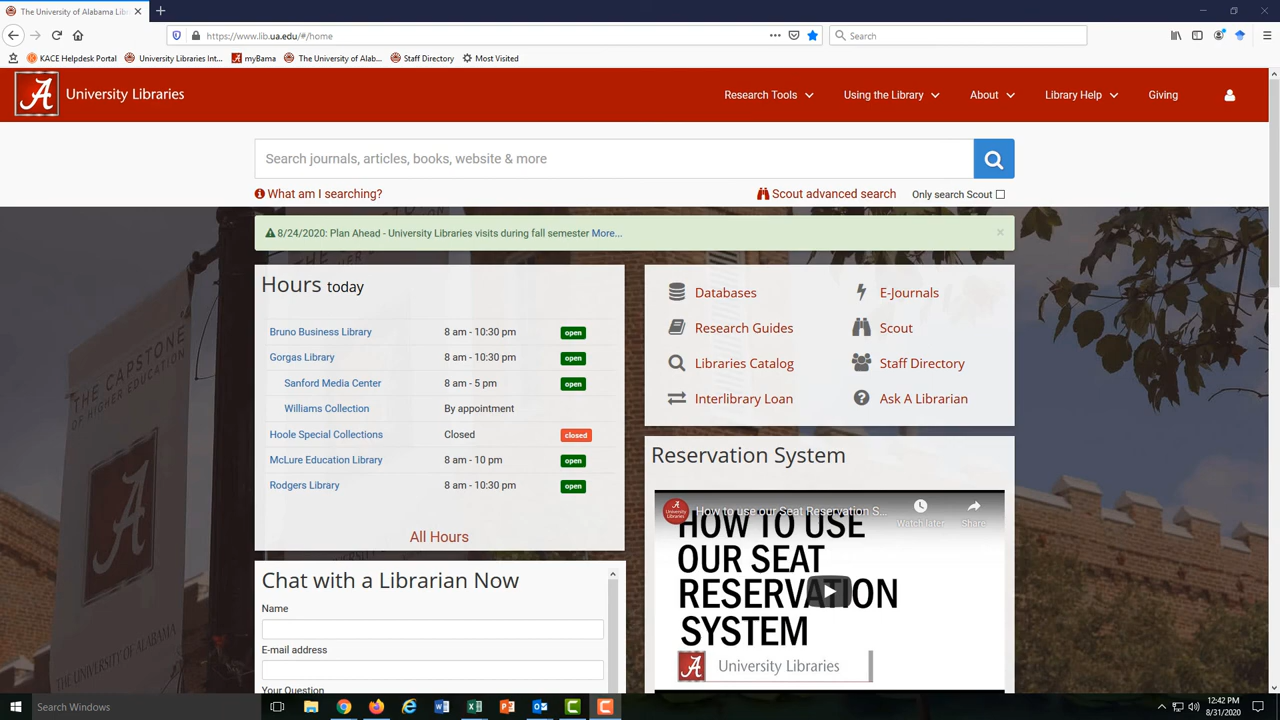 The University of Alabama Libr
https://www.lib.ua.edu/#/home
Search
KACE Helpdesk Portal
University Libraries Int...
myBama
The University of Alab...
Staff Directory
Most Visited
University Libraries
Research Tools
Using the Library
About
Library Help
Giving
Search journals, articles, books, website & more
What am I searching?
Scout advanced search
Only search Scout
8/24/2020: Plan Ahead - University Libraries visits during fall semester More...
Hours today
Bruno Business Library 8 am - 10:30 pm open
Gorgas Library 8 am - 10:30 pm open
Sanford Media Center 8 am - 5 pm open
Williams Collection By appointment
Hoole Special Collections Closed closed
McLure Education Library 8 am - 10 pm open
Rodgers Library 8 am - 10:30 pm open
All Hours
Databases
E-Journals
Research Guides
Scout
Libraries Catalog
Staff Directory
Interlibrary Loan
Ask A Librarian
Chat with a Librarian Now
Name
E-mail address
Your Question
Reservation System
How to use our Seat Reservation S...
Watch later
Share
HOW TO USE
OUR SEAT
RESERVATION
SYSTEM
University Libraries
THE CAPSTONE
OF HIGHER EDUCATION
THE UNIVERSITY OF ALABAMA
Search Windows
12:42 PM
8/31/2020